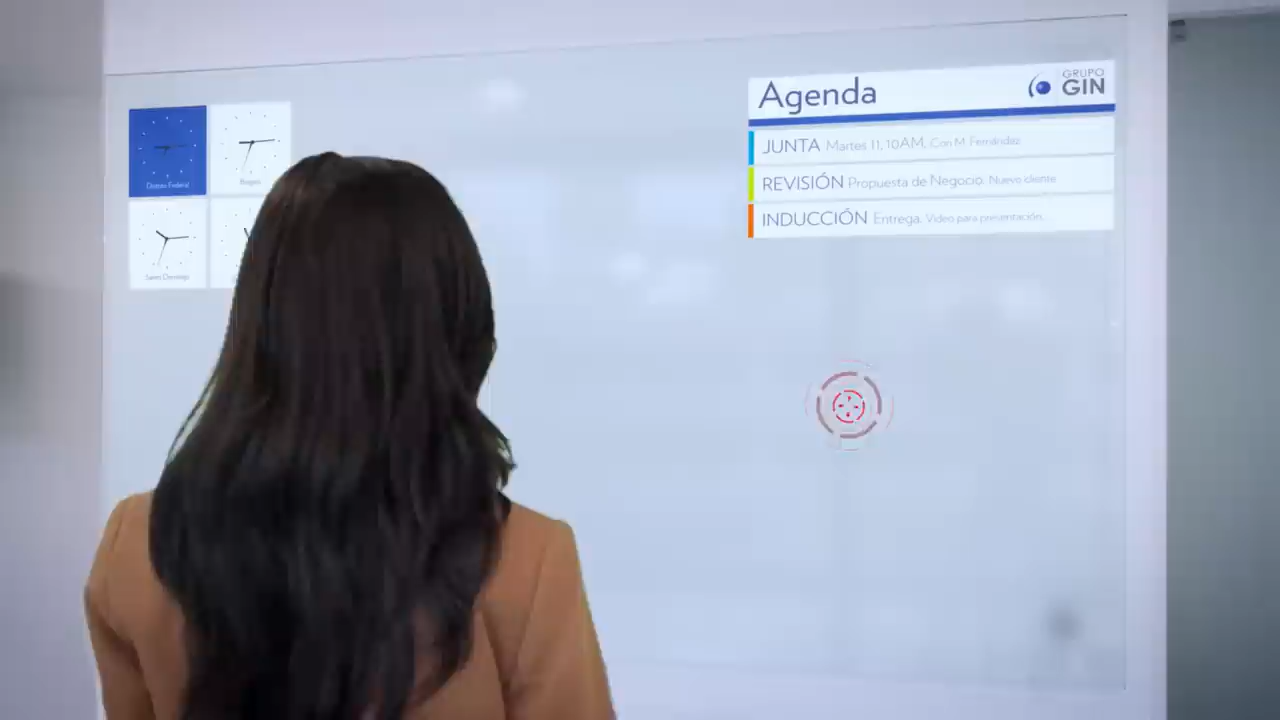 Agenda
GRUPO
GIN
JUNTA Martes 11, 10AM. Con M. Fernández
REVISIÓN Propuesta de Negocio. Nuevo cliente
INDUCCIÓN Entrega. Video para presentación...
Distrito Federal
Bogotá
Santo Domingo